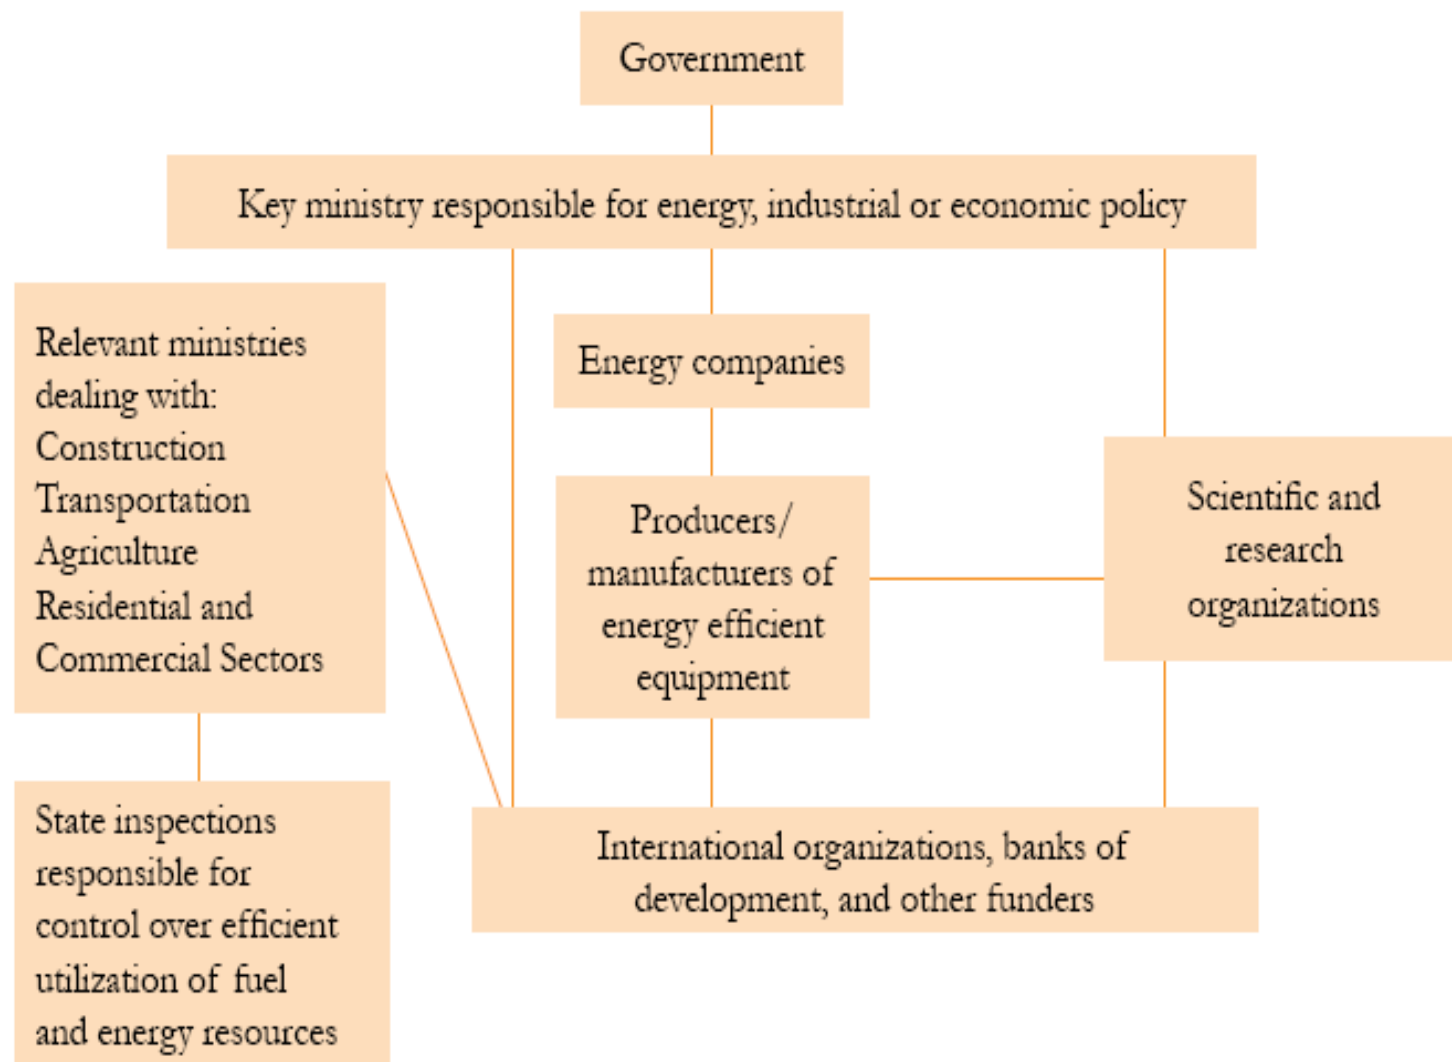 Government
Key ministry responsible for energy, industrial or economic policy
Relevant ministries
dealing with:
Construction
Transportation
Agriculture
Residential and
Commercial Sectors
Energy companies
Producers/
manufacturers of
energy efficient
equipment
Scientific and
research
organizations
State inspections
responsible for
control over efficient
utilization of fuel
and energy resources
International organizations, banks of
development, and other funders